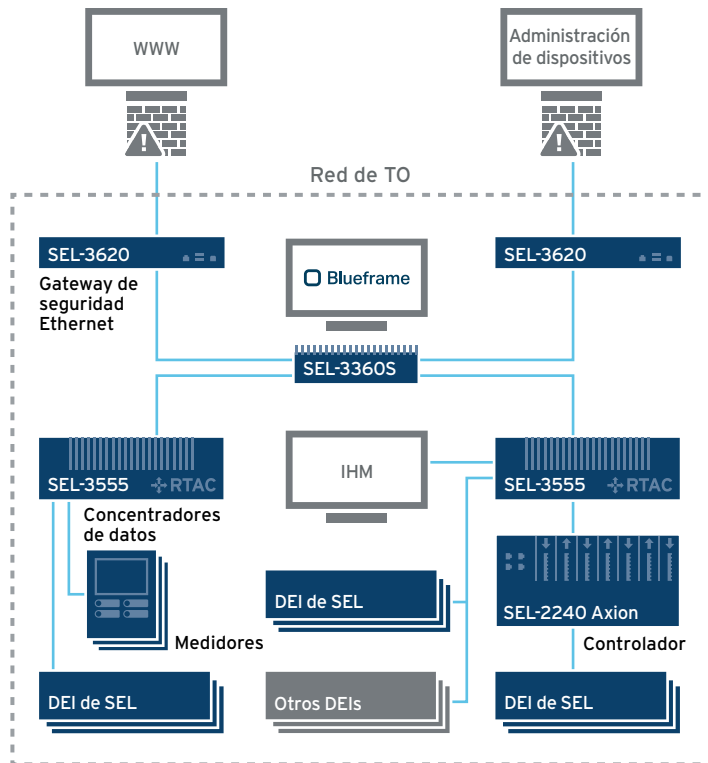 WWW
Administración
de dispositivos
Red de TO
SEL-3620
SEL-3620
Gateway de
seguridad
Ethernet
Blueframe
SEL-3360S
SEL-3555 RTAC
IHM
SEL-3555 RTAC
Concentradores
de datos
DEI de SEL
SEL-2240 Axion
Medidores
Controlador
DEI de SEL
Otros DEIs
DEI de SEL